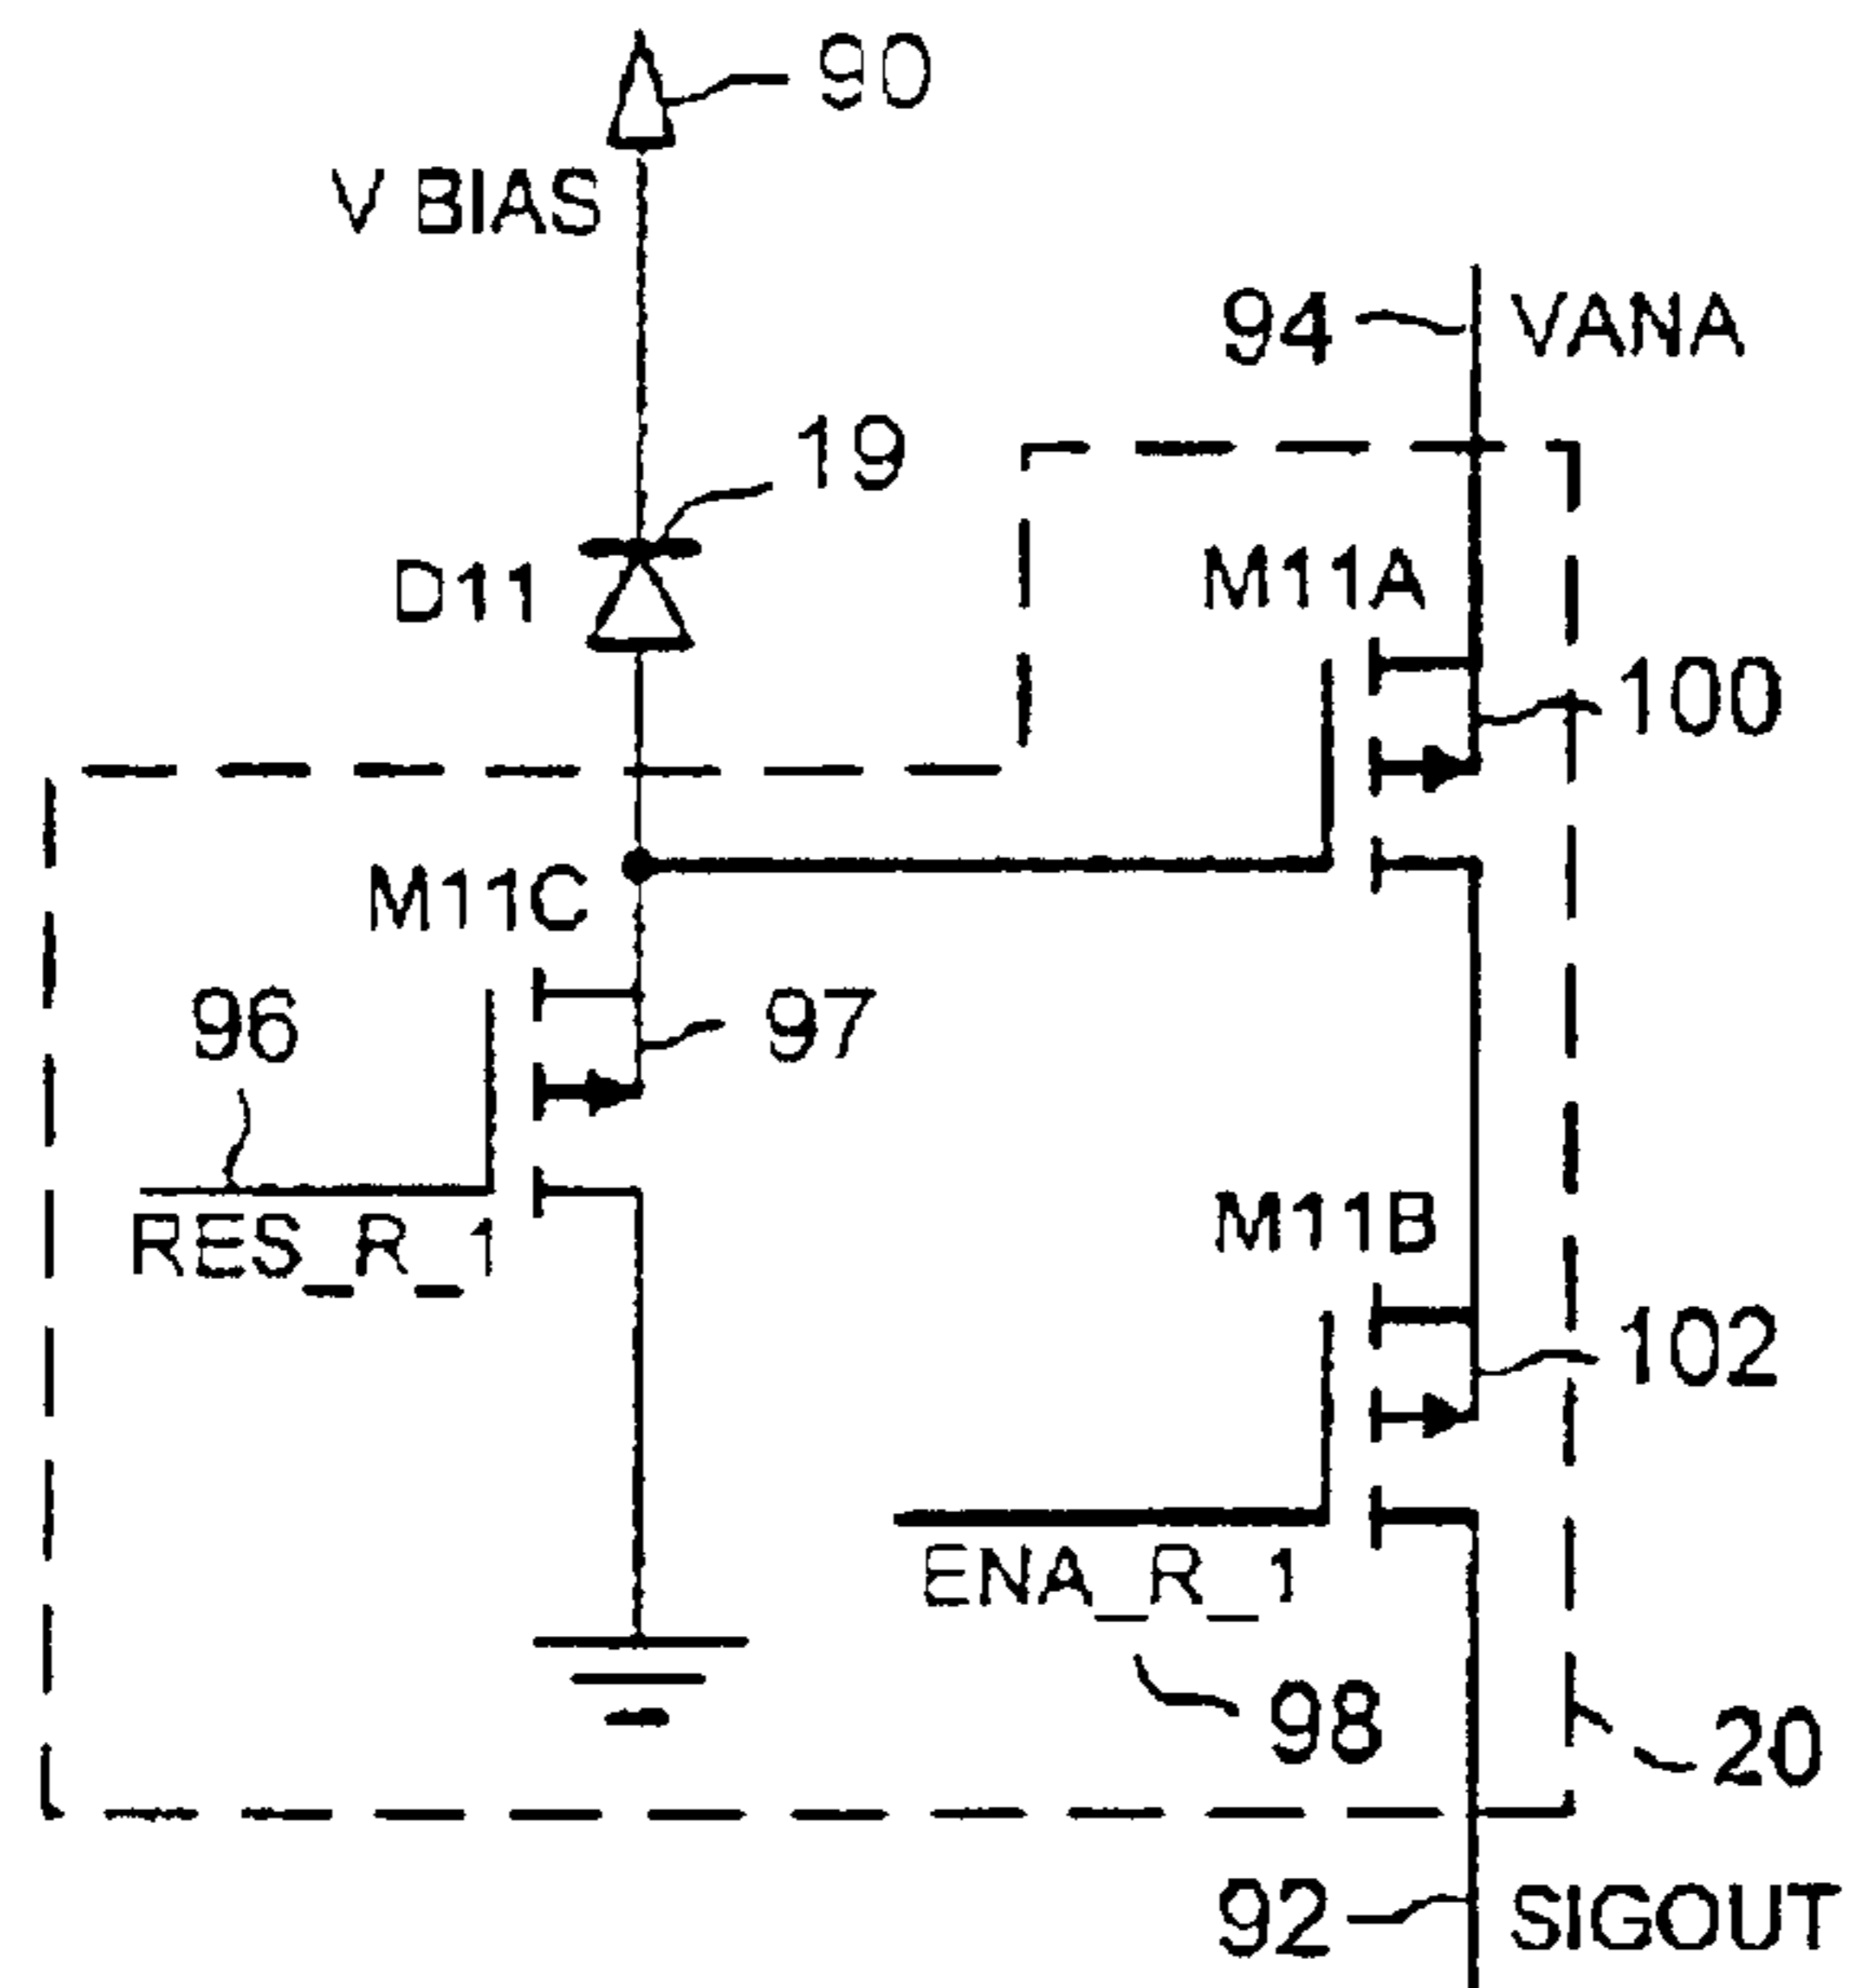 90
V BIAS
94
VANA
19
D11
M11A
100
M11C
96
97
RES_R_1
M11B
102
ENA_R_1
98
20
92
SIGOUT